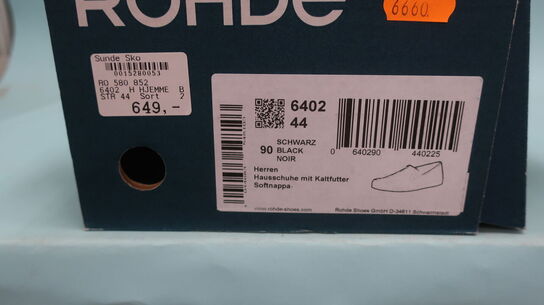 ROHDE
6660.
Sunde Sko
0015280053
RO 580 852
6402 H HJEMME B
STR 44 Sort 2
649,-
6402
44
90 SCHWARZ
BLACK
NOIR
0 640290 440225
Herren
Hausschuhe mit Kaltfutter
Softnappa
www.rohde-shoes.com
Rohde Shoes GmbH D-34611 Schwalmstadt